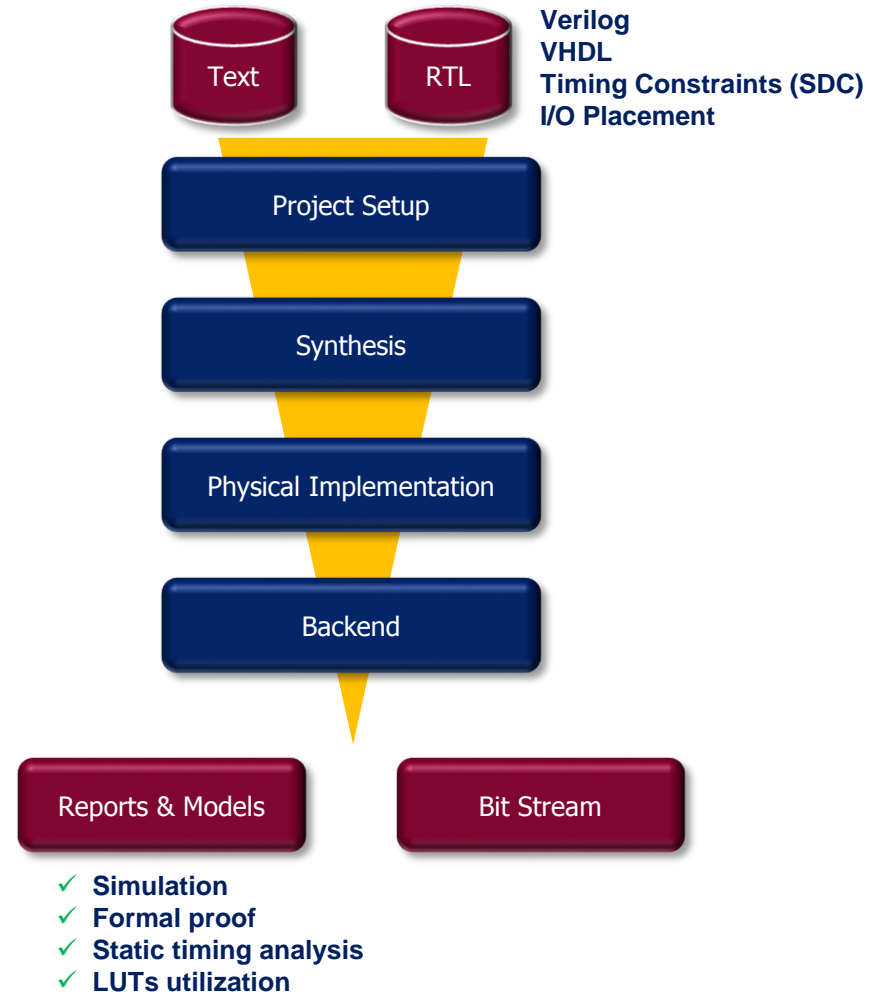 Text
RTL
Verilog
VHDL
Timing Constraints (SDC)
I/O Placement
Project Setup
Synthesis
Physical Implementation
Backend
Reports & Models
Bit Stream
✓ Simulation
✓ Formal proof
✓ Static timing analysis
✓ LUTs utilization